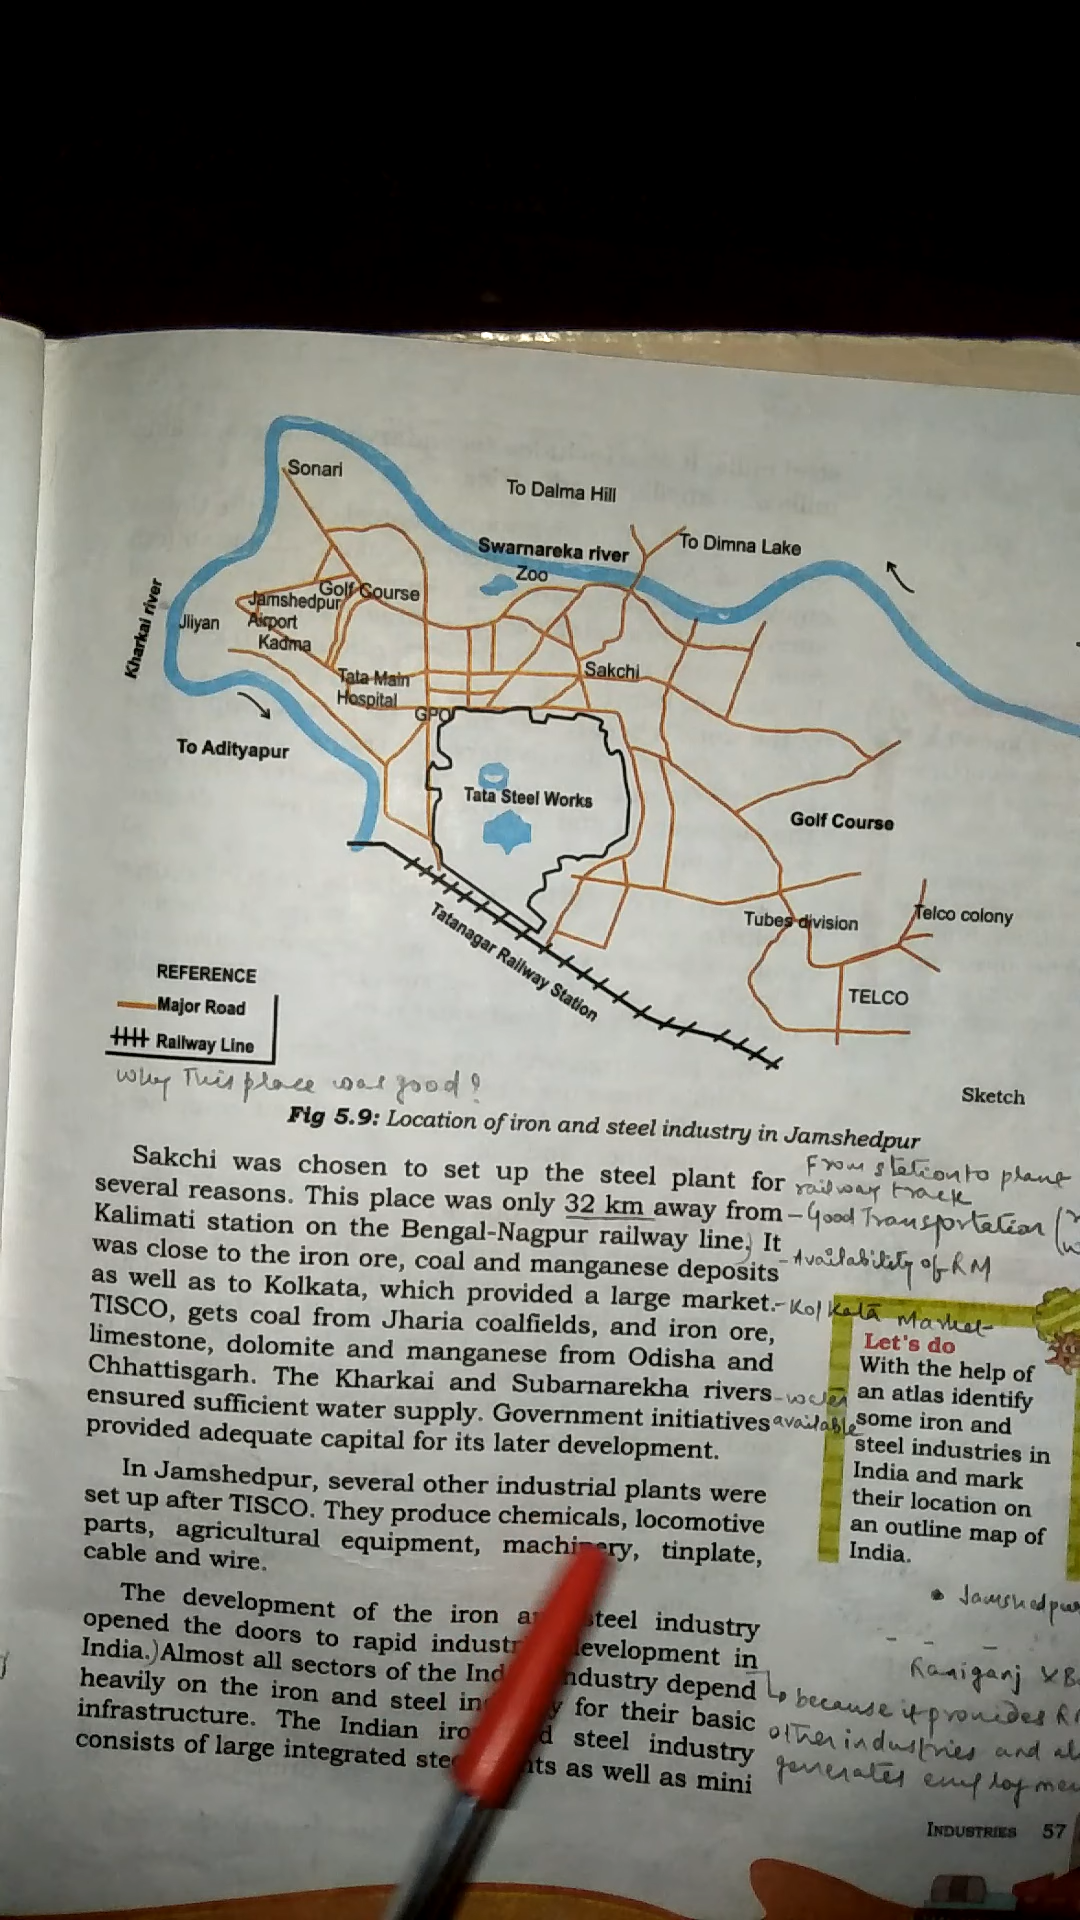 Sonari
To Dalma Hill
To Dimna Lake
Swarnareka river
Zoo
Golf Course
Jamshedpur
Airport
Jliyan
Kharkai river
Kadma
Sakchi
Tata Main
Hospital
GPO
To Adityapur
Tata Steel Works
Golf Course
Tubes division
Telco colony
TELCO
Tatanagar Railway Station
REFERENCE
Major Road
Railway Line
Sketch
Why This place was good?
Fig 5.9: Location of iron and steel industry in Jamshedpur
Sakchi was chosen to set up the steel plant for
several reasons. This place was only 32 km away from
Kalimati station on the Bengal-Nagpur railway line. It
was close to the iron ore, coal and manganese deposits
as well as to Kolkata, which provided a large market.
TISCO, gets coal from Jharia coalfields, and iron ore,
limestone, dolomite and manganese from Odisha and
Chhattisgarh. The Kharkai and Subarnarekha rivers
ensured sufficient water supply. Government initiatives
provided adequate capital for its later development.
In Jamshedpur, several other industrial plants were
set up after TISCO. They produce chemicals, locomotive
parts, agricultural equipment, machinery, tinplate,
cable and wire.
The development of the iron steel industry
opened the doors to rapid development in
India.) Almost all sectors of the industry depend
heavily on the iron and steel for their basic
infrastructure. The Indian steel industry
consists of large integrated as well as mini
From station to plane
railway track
- Good Transportation
- Availability of RM
- Kolkata Market
- water
available
Let's do
With the help of
an atlas identify
some iron and
steel industries in
India and mark
their location on
an outline map of
India.
• Jamshedpur
Raniganj
because it provides
other industries and
generates
INDUSTRIES 57